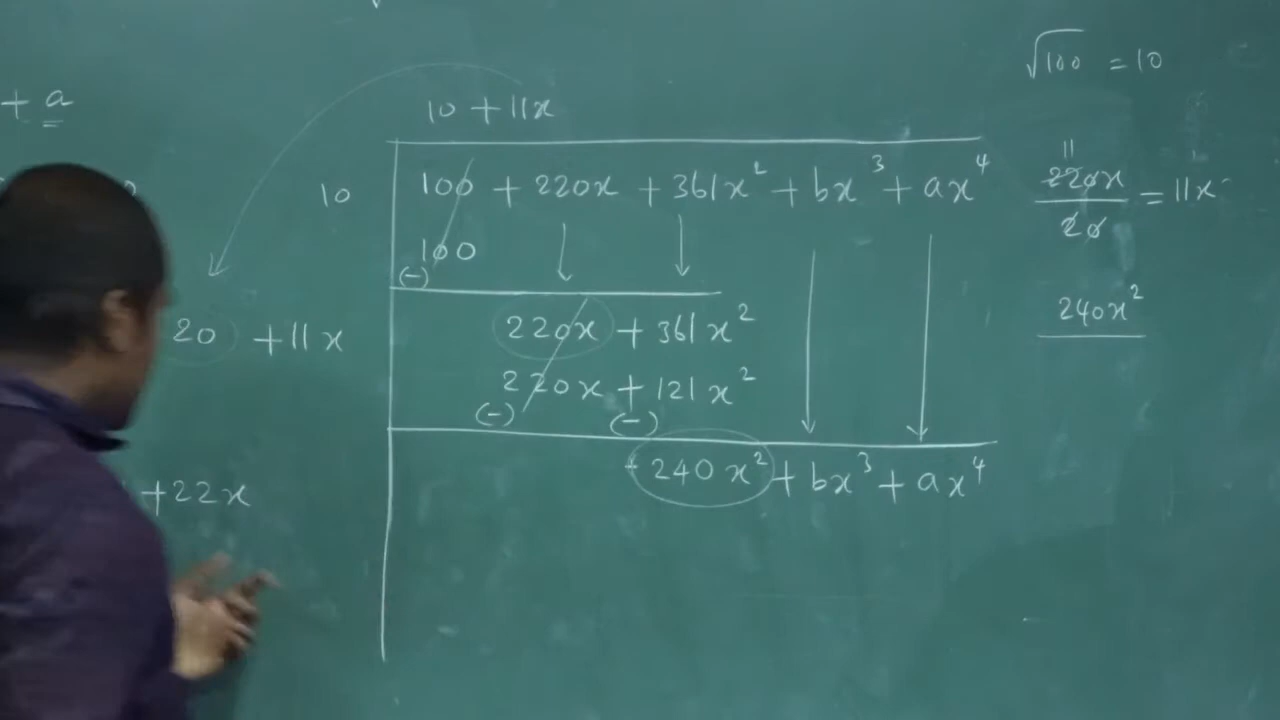 √100 = 10
+ a
10 + 11x
11
10 100 + 220x + 361x² + bx³ + ax⁴
220x/20 = 11x
100
(-)
240x²
20 + 11x 220x + 361x²
220x + 121x²
(-) (-)
+22x 240x² + bx³ + ax⁴